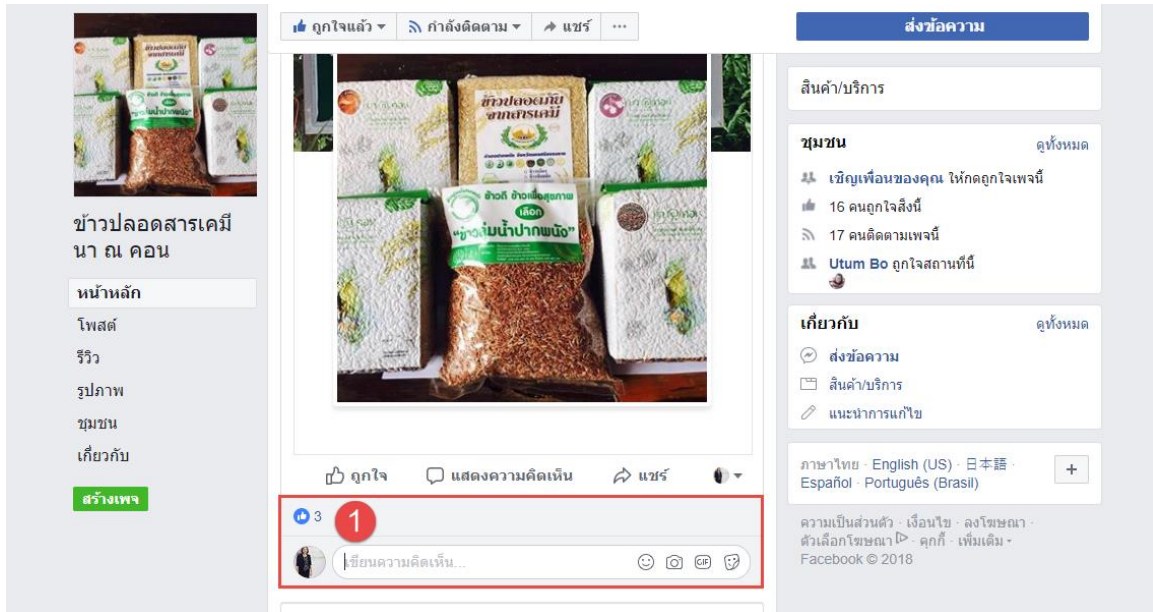 ถูกใจแล้ว
กำลังติดตาม
แชร์
...
ส่งข้อความ
ข้าวปลอดสารเคมี
นา ณ คอน
หน้าหลัก
โพสต์
รีวิว
รูปภาพ
ชุมชน
เกี่ยวกับ
สร้างเพจ
ข้าวปลอดภัย
จากสารเคมี
ข้าวดี ข้าวเพื่อสุขภาพ
เลือก
"ข้าวลุ่มน้ำปากพนัง"
ถูกใจ
แสดงความคิดเห็น
แชร์
3
1
เขียนความคิดเห็น...
GIF
สินค้า/บริการ
ชุมชน
ดูทั้งหมด
เชิญเพื่อนของคุณ ให้กดถูกใจเพจนี้
16 คนถูกใจสิ่งนี้
17 คนติดตามเพจนี้
Utum Bo ถูกใจสถานที่นี้
เกี่ยวกับ
ดูทั้งหมด
ส่งข้อความ
สินค้า/บริการ
แนะนำการแก้ไข
ภาษาไทย · English (US) · 日本語 ·
Español · Português (Brasil)
+
ความเป็นส่วนตัว · เงื่อนไข · ลงโฆษณา ·
ตัวเลือกโฆษณา · คุกกี้ · เพิ่มเติม
Facebook © 2018